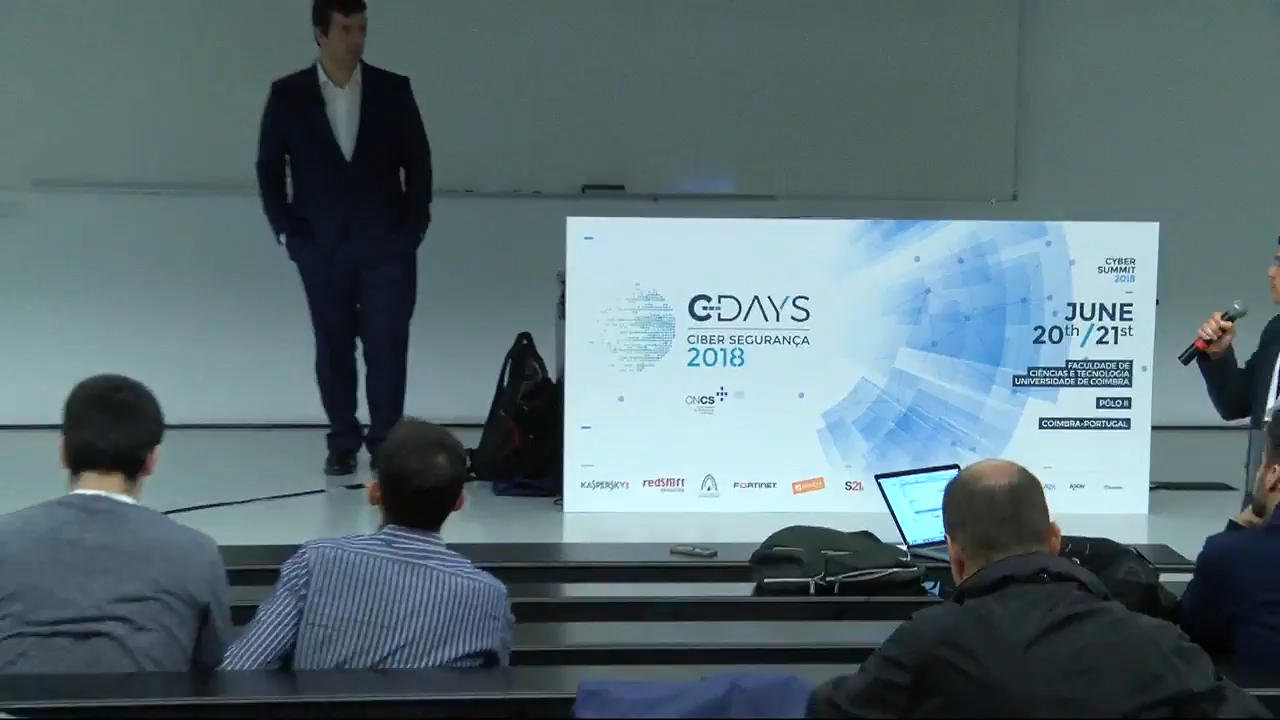 C-DAYS
CIBER SEGURANÇA
2018
CNCS
CYBER
SUMMIT
2018
JUNE
20th/21st
FACULDADE DE
CIÊNCIAS E TECNOLOGIA
UNIVERSIDADE DE COIMBRA
PÓLO II
COIMBRA-PORTUGAL
KASPERSKY
redshift
FORTINET
S21